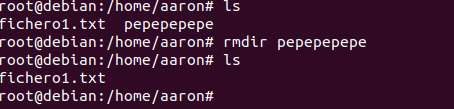 root@debian:/home/aaron# ls
fichero1.txt  pepepepepe
root@debian:/home/aaron# rmdir pepepepepe
root@debian:/home/aaron# ls
fichero1.txt
root@debian:/home/aaron#